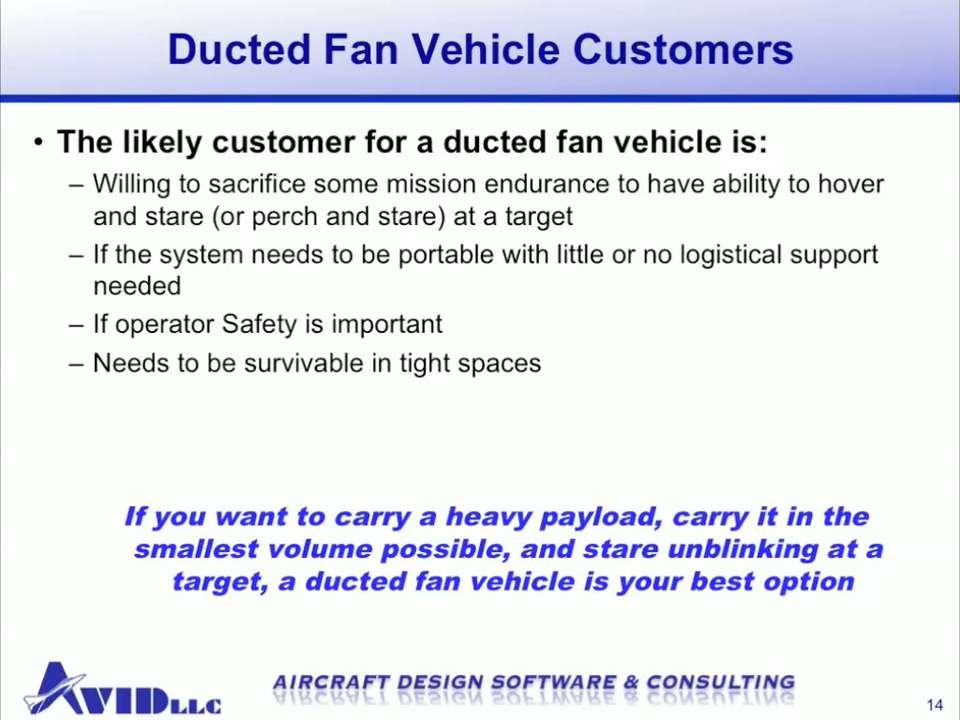 Ducted Fan Vehicle Customers
• The likely customer for a ducted fan vehicle is:
– Willing to sacrifice some mission endurance to have ability to hover
and stare (or perch and stare) at a target
– If the system needs to be portable with little or no logistical support
needed
– If operator Safety is important
– Needs to be survivable in tight spaces
If you want to carry a heavy payload, carry it in the
smallest volume possible, and stare unblinking at a
target, a ducted fan vehicle is your best option
AVID LLC
AIRCRAFT DESIGN SOFTWARE & CONSULTING
14